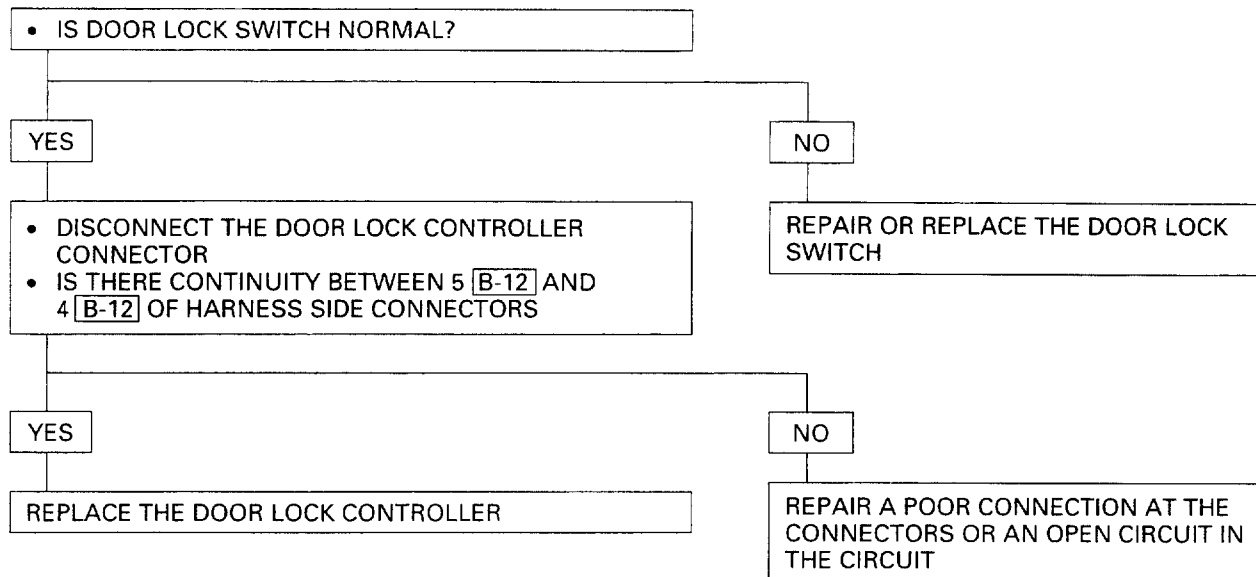 • IS DOOR LOCK SWITCH NORMAL?
YES
NO
• DISCONNECT THE DOOR LOCK CONTROLLER
CONNECTOR
• IS THERE CONTINUITY BETWEEN 5 B-12 AND
4 B-12 OF HARNESS SIDE CONNECTORS
REPAIR OR REPLACE THE DOOR LOCK
SWITCH
YES
NO
REPLACE THE DOOR LOCK CONTROLLER
REPAIR A POOR CONNECTION AT THE
CONNECTORS OR AN OPEN CIRCUIT IN
THE CIRCUIT